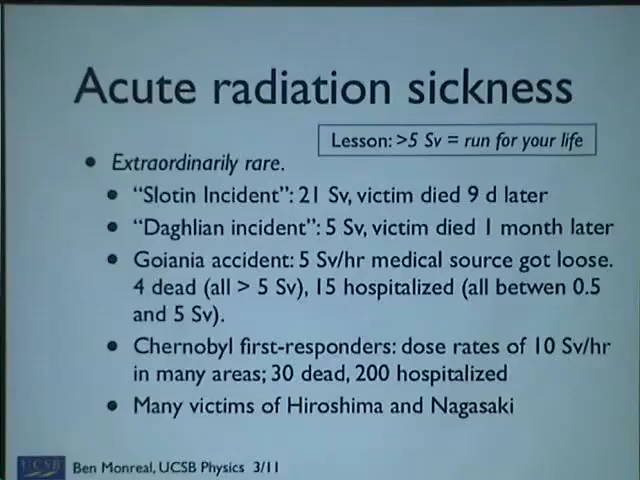 Acute radiation sickness
Lesson: >5 Sv = run for your life
• Extraordinarily rare.
• “Slotin Incident”: 21 Sv, victim died 9 d later
• “Daghlian incident”: 5 Sv, victim died 1 month later
• Goiania accident: 5 Sv/hr medical source got loose.
4 dead (all > 5 Sv), 15 hospitalized (all betwen 0.5
and 5 Sv).
• Chernobyl first-responders: dose rates of 10 Sv/hr
in many areas; 30 dead, 200 hospitalized
• Many victims of Hiroshima and Nagasaki
UCSB
Ben Monreal, UCSB Physics 3/11